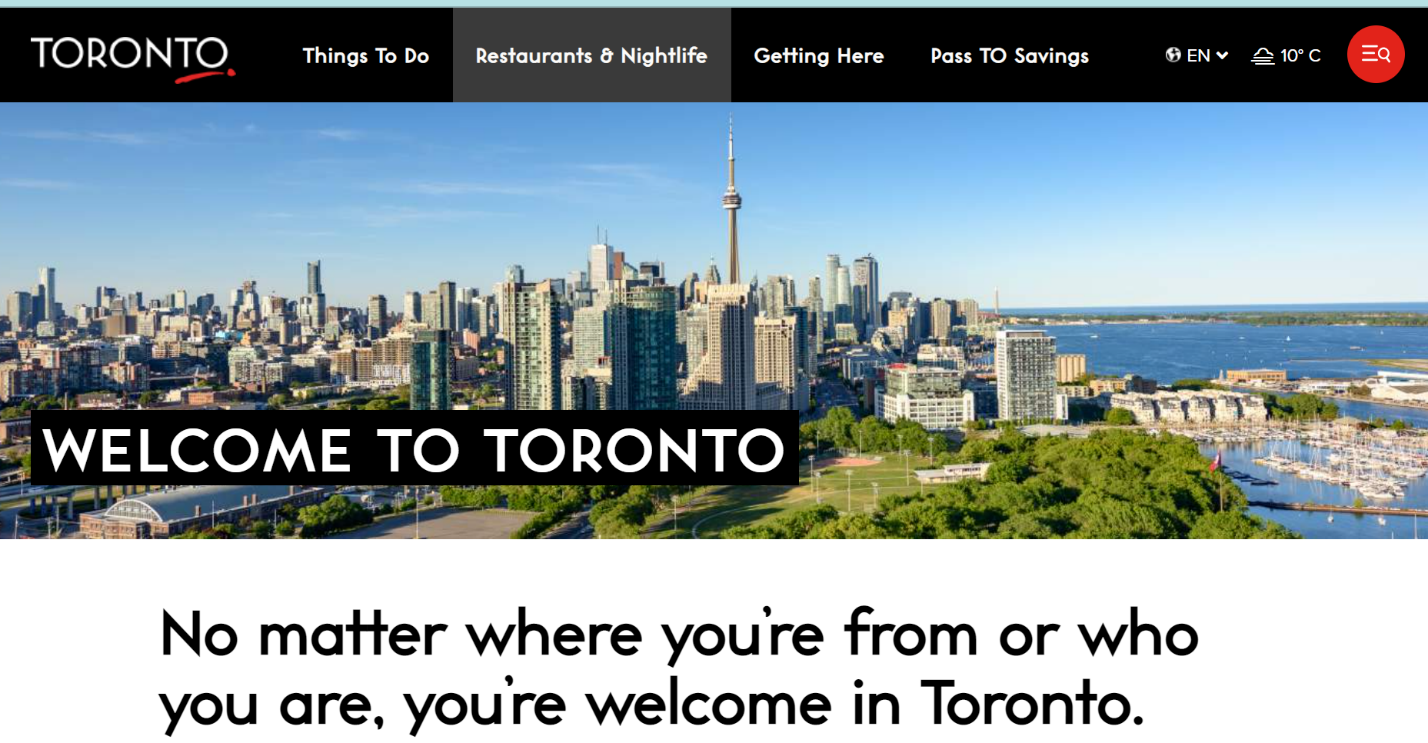 TORONTO
Things To Do
Restaurants & Nightlife
Getting Here
Pass TO Savings
EN
10° C
WELCOME TO TORONTO
No matter where you're from or who
you are, you're welcome in Toronto.